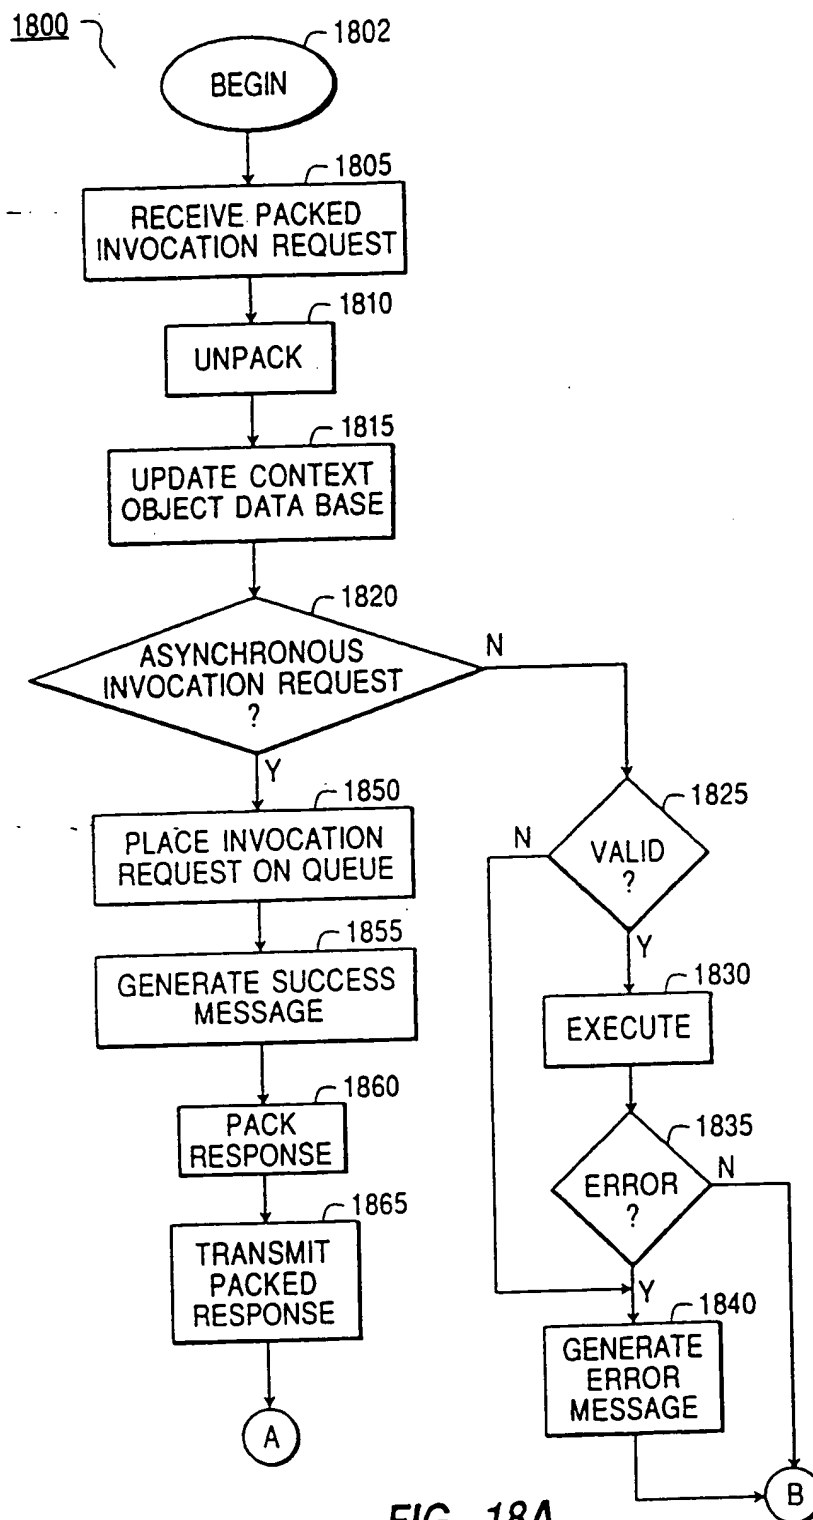 1800
1802
BEGIN
1805
RECEIVE PACKED
INVOCATION REQUEST
1810
UNPACK
1815
UPDATE CONTEXT
OBJECT DATA BASE
1820
ASYNCHRONOUS
INVOCATION REQUEST
?
N
Y
1850
PLACE INVOCATION
REQUEST ON QUEUE
1855
GENERATE SUCCESS
MESSAGE
1860
PACK
RESPONSE
1865
TRANSMIT
PACKED
RESPONSE
A
1825
N
VALID
?
Y
1830
EXECUTE
1835
ERROR
?
N
Y
1840
GENERATE
ERROR
MESSAGE
B
FIG. 18A